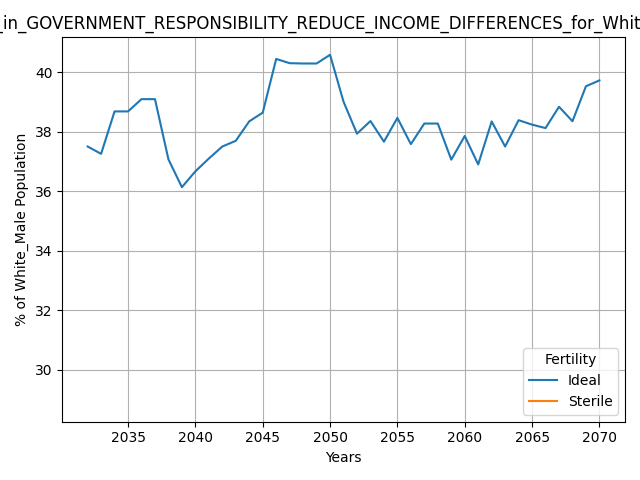 _in_GOVERNMENT_RESPONSIBILITY_REDUCE_INCOME_DIFFERENCES_for_Whit
% of White_Male Population
40
38
36
34
32
30
Fertility
Ideal
Sterile
2035 2040 2045 2050 2055 2060 2065 2070
Years